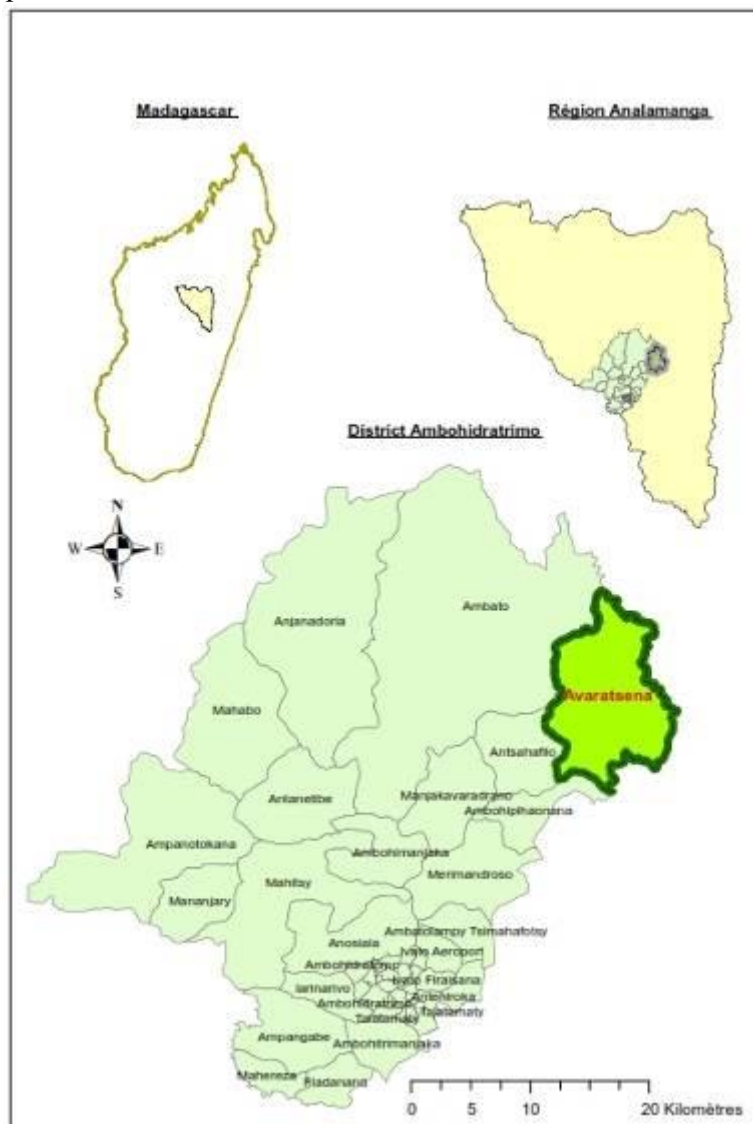 Madagascar
Région Analamanga
District Ambohidratrimo
N
W E
S
Ambato
Anjanadoria
Avaratsena
Mahabo
Antsahafilo
Antanetibe
Manjakavaradrano
Ambohipihaonana
Ampanotokana
Ambohimanjaka
Mahitsy
Merimandroso
Mananjary
Ambatolampy Tsimahafotsy
Anosiala
Ivato Aeroport
Ivato Firaisana
Iarinarivo
Antehiroka
Ambohidratrimo
Talatamaty
Talatamaty
Ampangabe
Ambohitrimanjaka
Mahereza
Fiadanana
0 5 10 20 Kilomètres